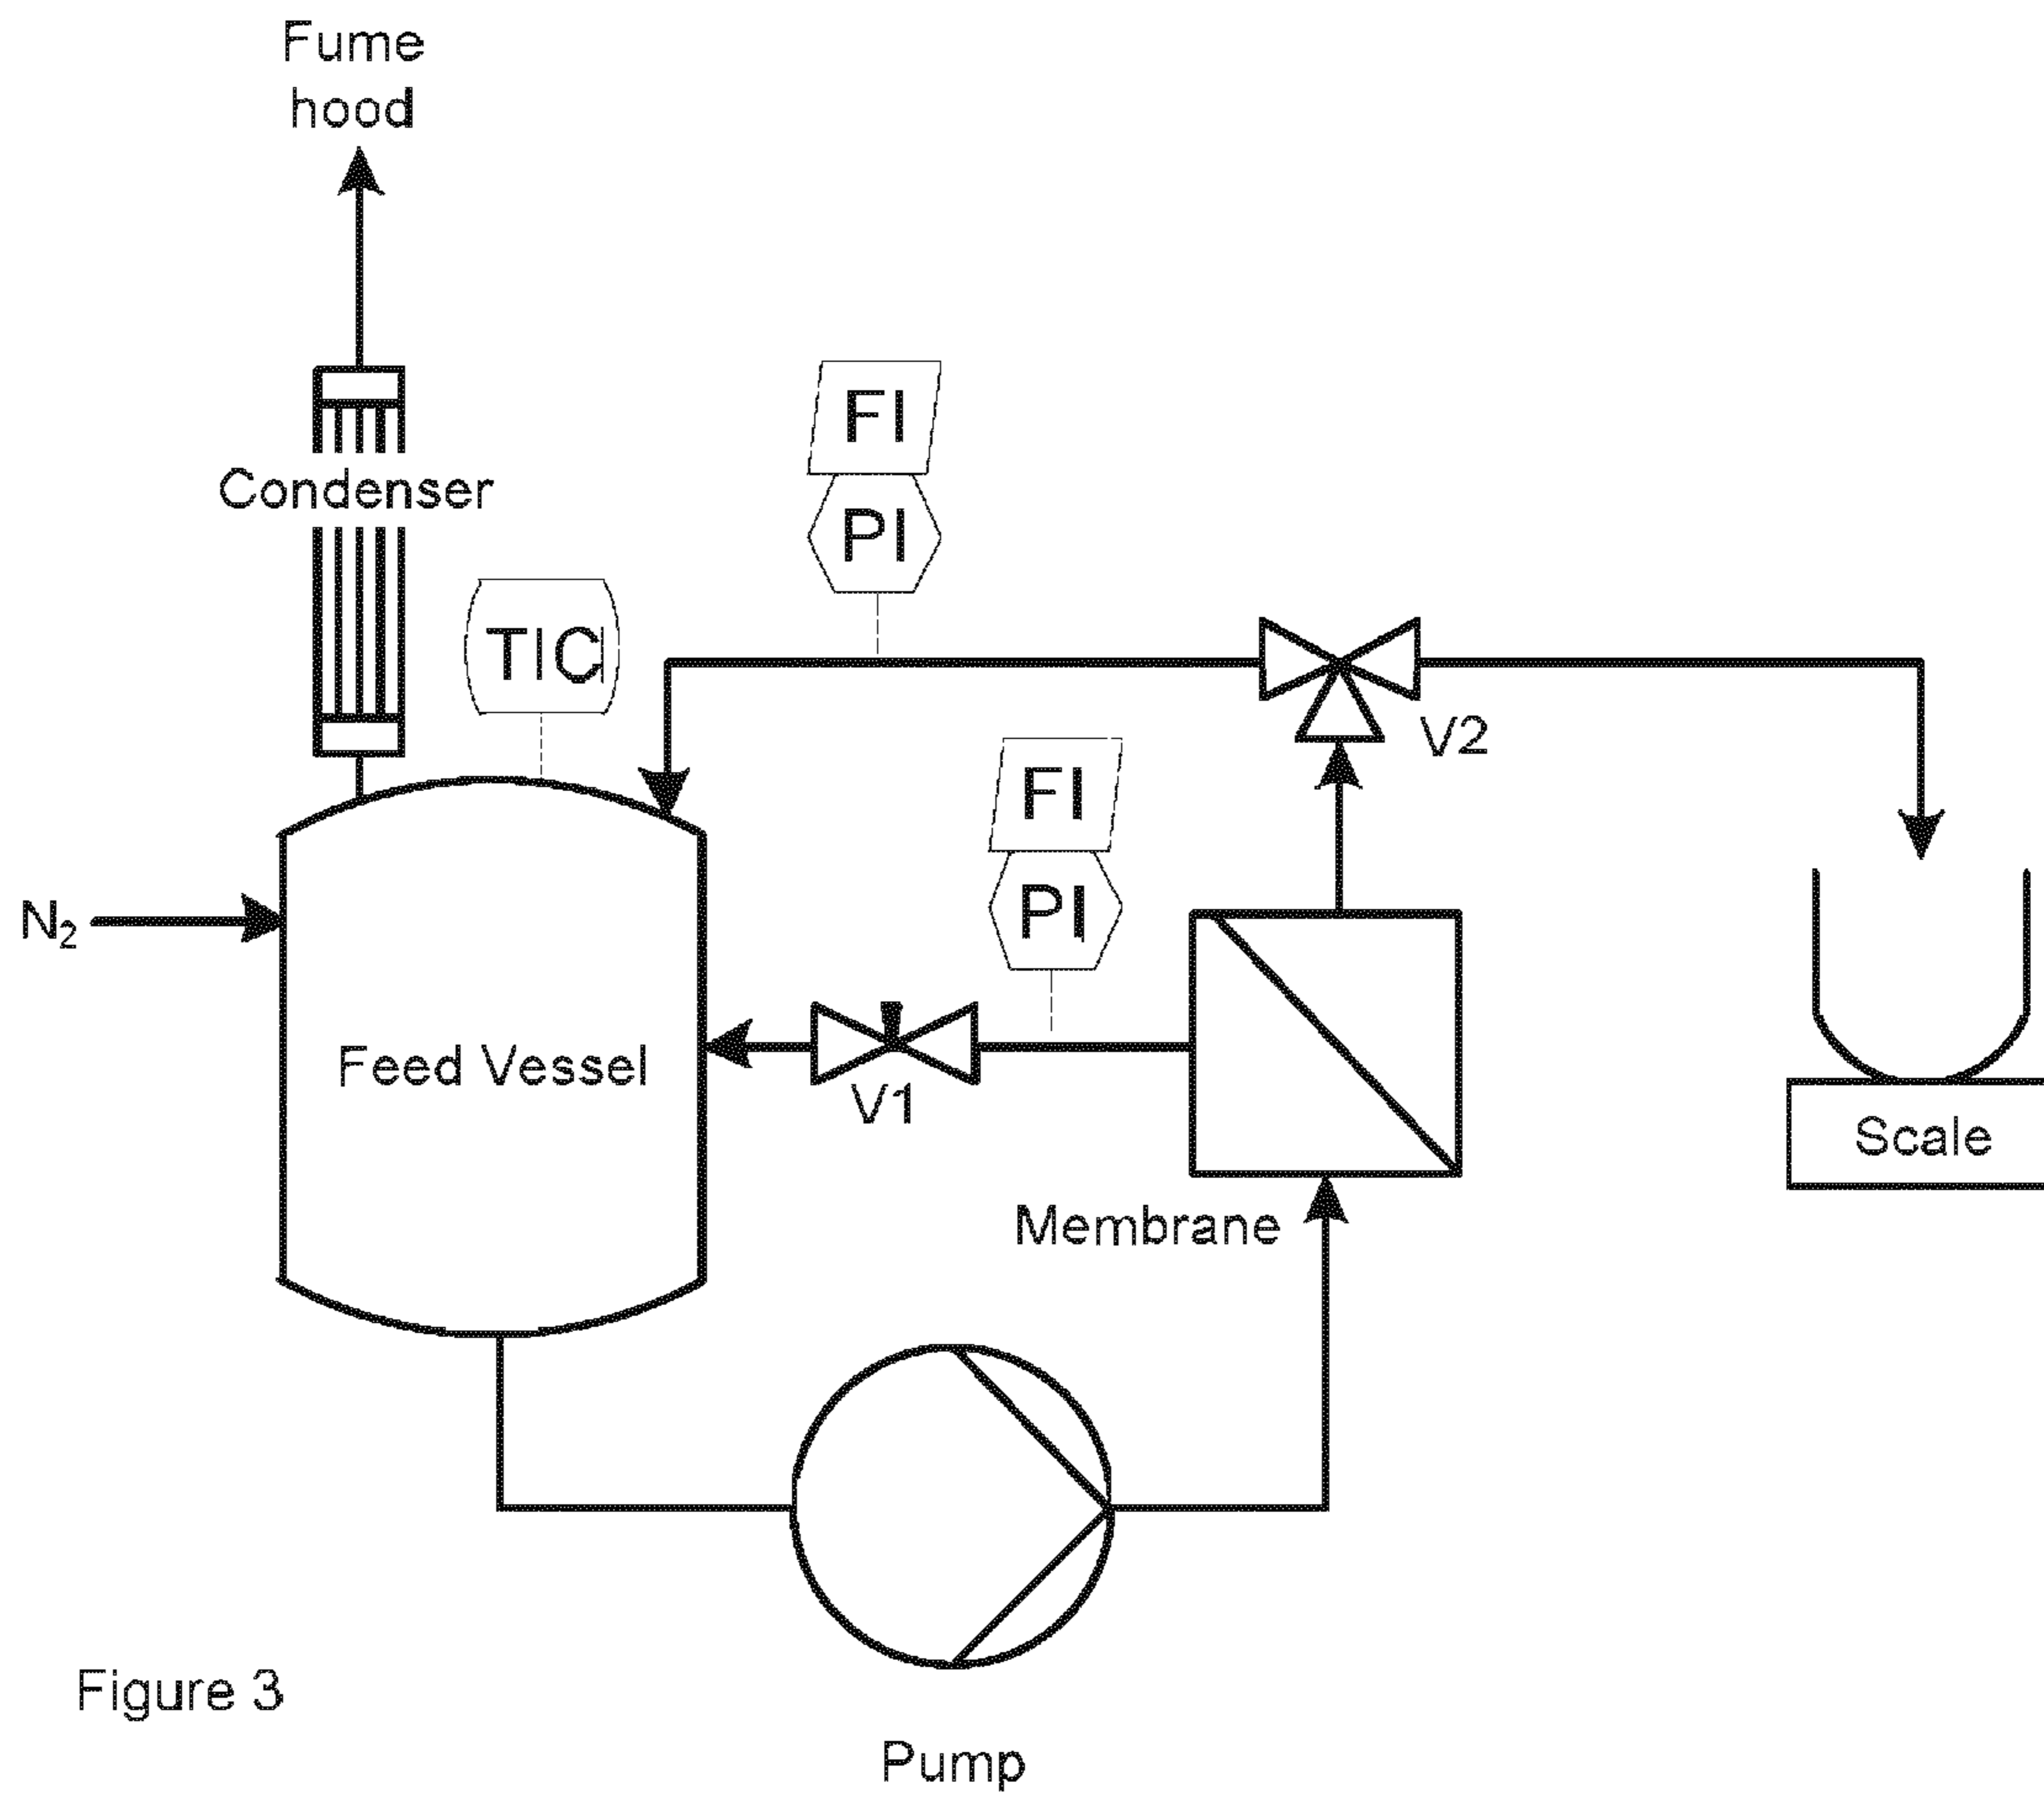 Fume
hood
FI
Condenser
PI
TIC
V2
FI
PI
N₂
Feed Vessel
V1
Scale
Membrane
Figure 3
Pump